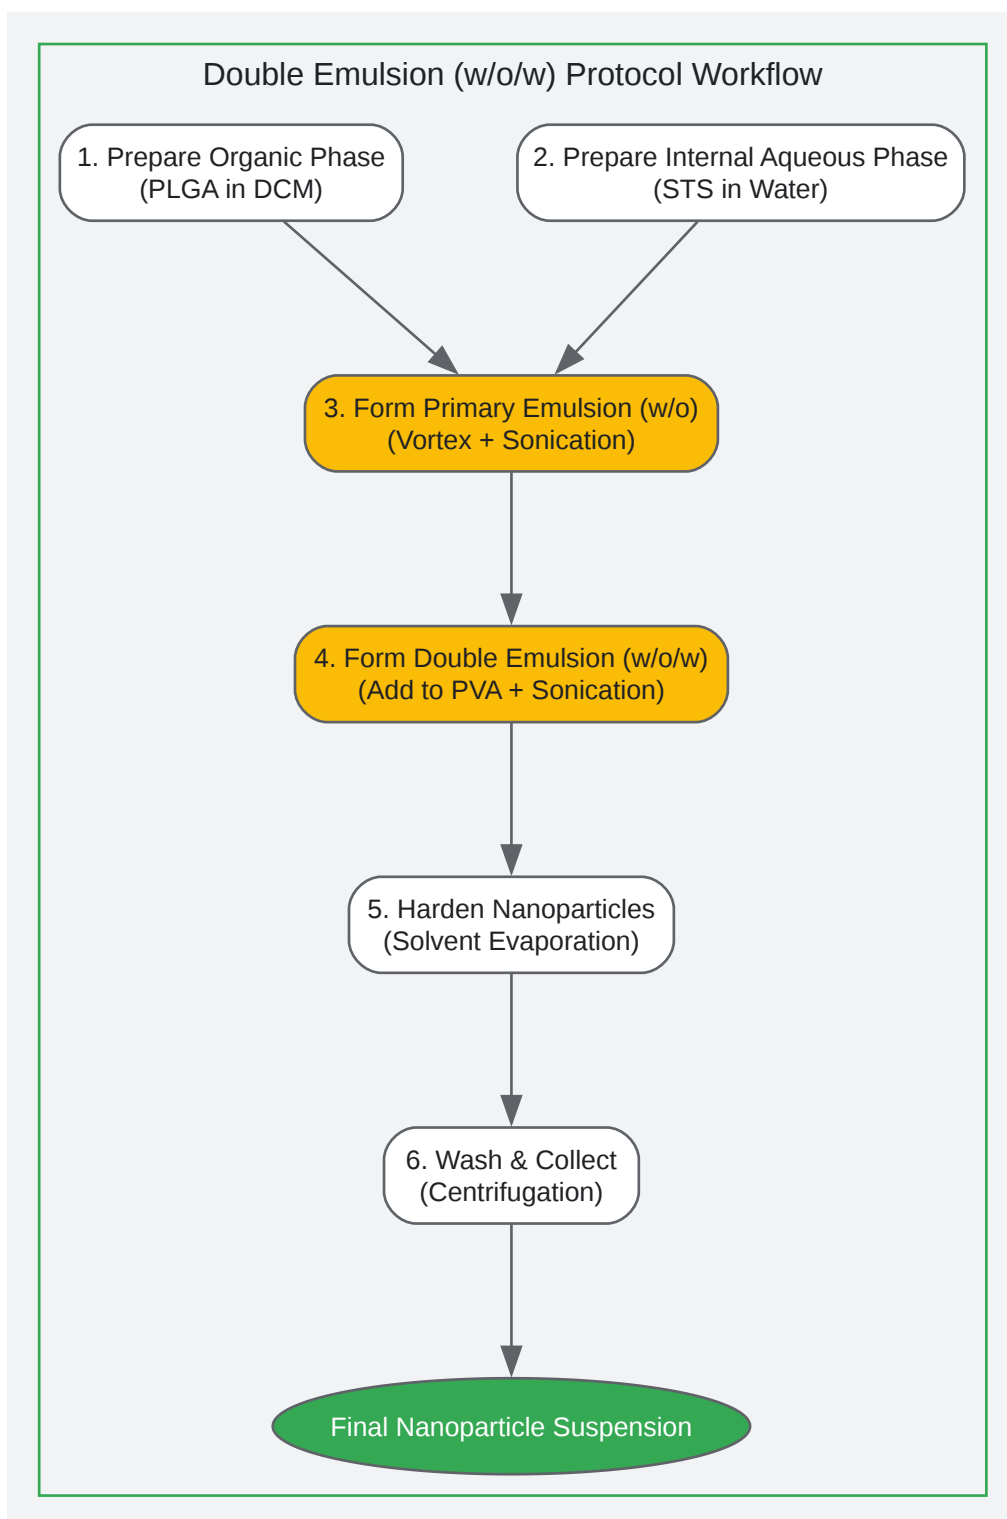 Double Emulsion (w/o/w) Protocol Workflow
1. Prepare Organic Phase
(PLGA in DCM)
2. Prepare Internal Aqueous Phase
(STS in Water)
3. Form Primary Emulsion (w/o)
(Vortex + Sonication)
4. Form Double Emulsion (w/o/w)
(Add to PVA + Sonication)
5. Harden Nanoparticles
(Solvent Evaporation)
6. Wash & Collect
(Centrifugation)
Final Nanoparticle Suspension